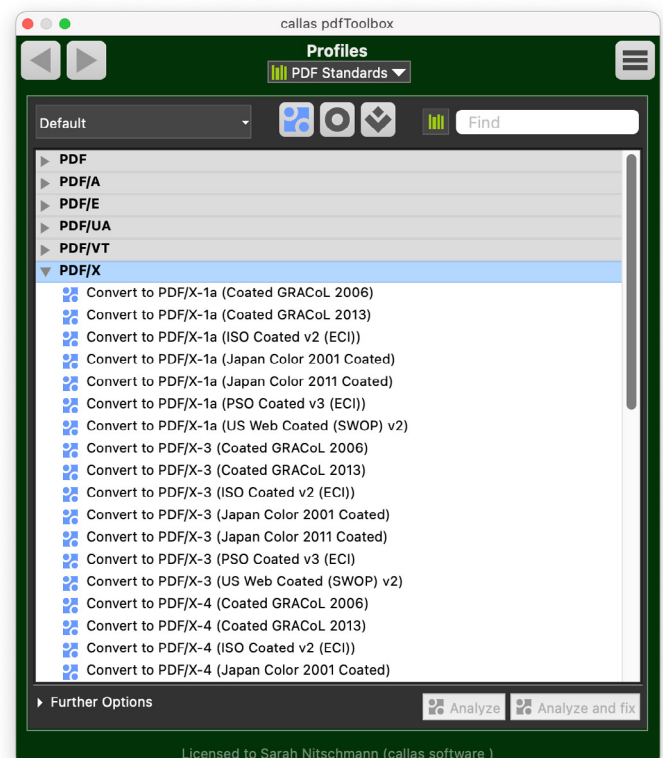 callas pdfToolbox
Profiles
PDF Standards
Default
Find
PDF
PDF/A
PDF/E
PDF/UA
PDF/VT
PDF/X
Convert to PDF/X-1a (Coated GRACoL 2006)
Convert to PDF/X-1a (Coated GRACoL 2013)
Convert to PDF/X-1a (ISO Coated v2 (ECI))
Convert to PDF/X-1a (Japan Color 2001 Coated)
Convert to PDF/X-1a (Japan Color 2011 Coated)
Convert to PDF/X-1a (PSO Coated v3 (ECI))
Convert to PDF/X-1a (US Web Coated (SWOP) v2)
Convert to PDF/X-3 (Coated GRACoL 2006)
Convert to PDF/X-3 (Coated GRACoL 2013)
Convert to PDF/X-3 (ISO Coated v2 (ECI))
Convert to PDF/X-3 (Japan Color 2001 Coated)
Convert to PDF/X-3 (Japan Color 2011 Coated)
Convert to PDF/X-3 (PSO Coated v3 (ECI)
Convert to PDF/X-3 (US Web Coated (SWOP) v2)
Convert to PDF/X-4 (Coated GRACoL 2006)
Convert to PDF/X-4 (Coated GRACoL 2013)
Convert to PDF/X-4 (ISO Coated v2 (ECI))
Convert to PDF/X-4 (Japan Color 2001 Coated)
Further Options
Analyze
Analyze and fix
Licensed to Sarah Nitschmann (callas software )